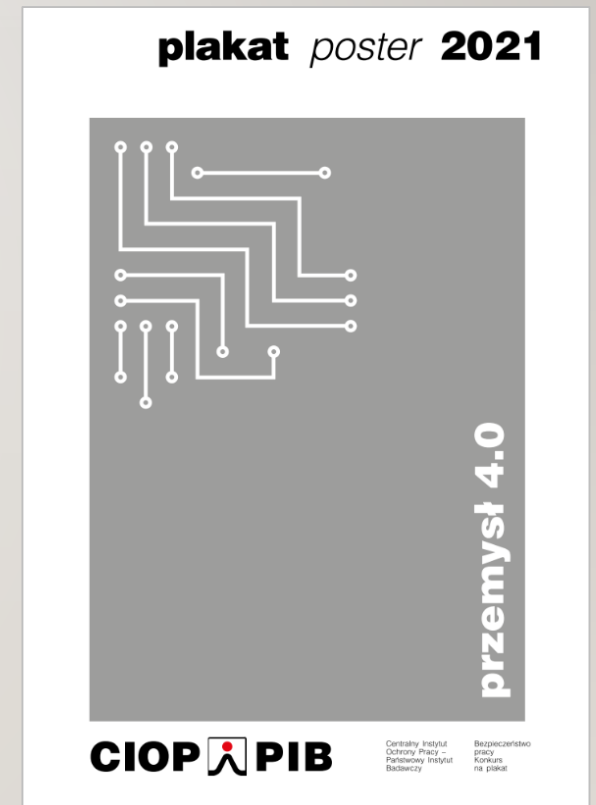 plakat poster 2021
przemysł 4.0
CIOP PIB
Centralny Instytut
Ochrony Pracy –
Państwowy Instytut
Badawczy
Bezpieczeństwo
pracy
Konkurs
na plakat